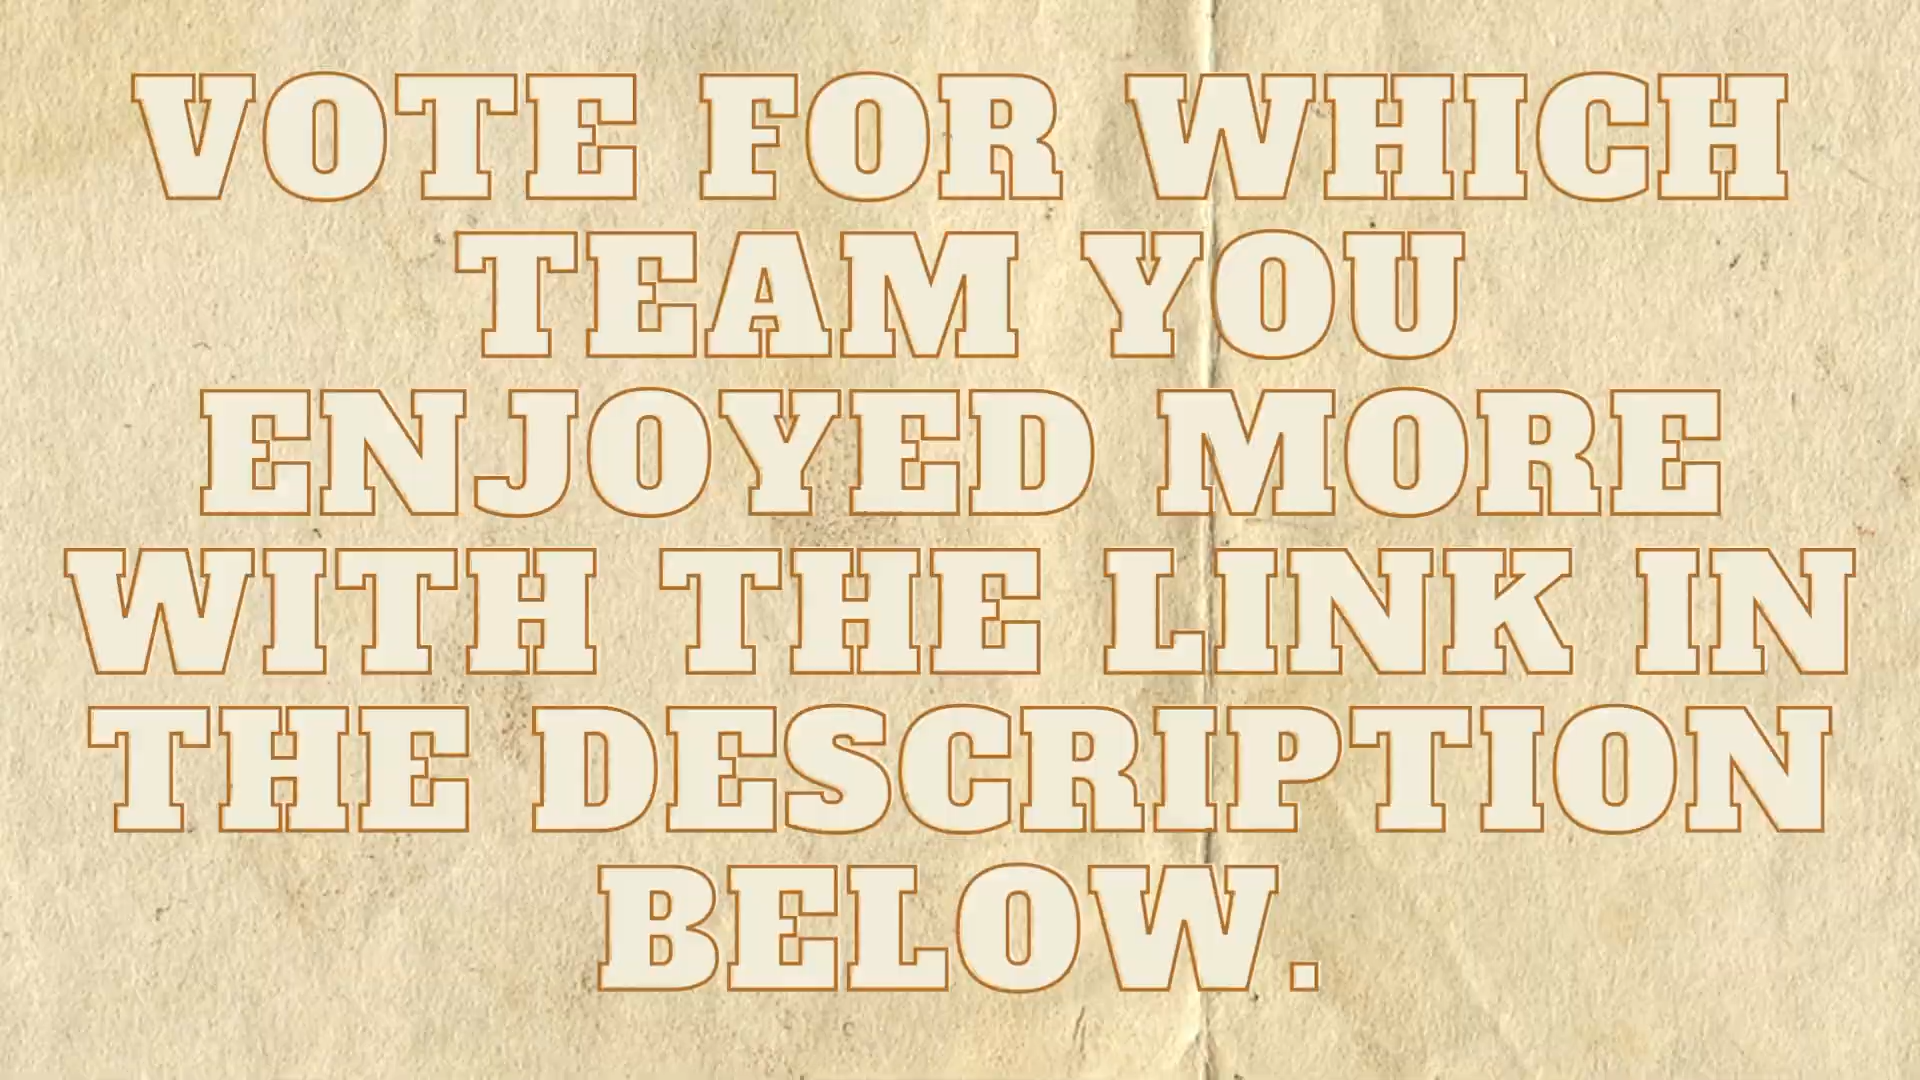 VOTE FOR WHICH
TEAM YOU
ENJOYED MORE
WITH THE LINK IN
THE DESCRIPTION
BELOW.